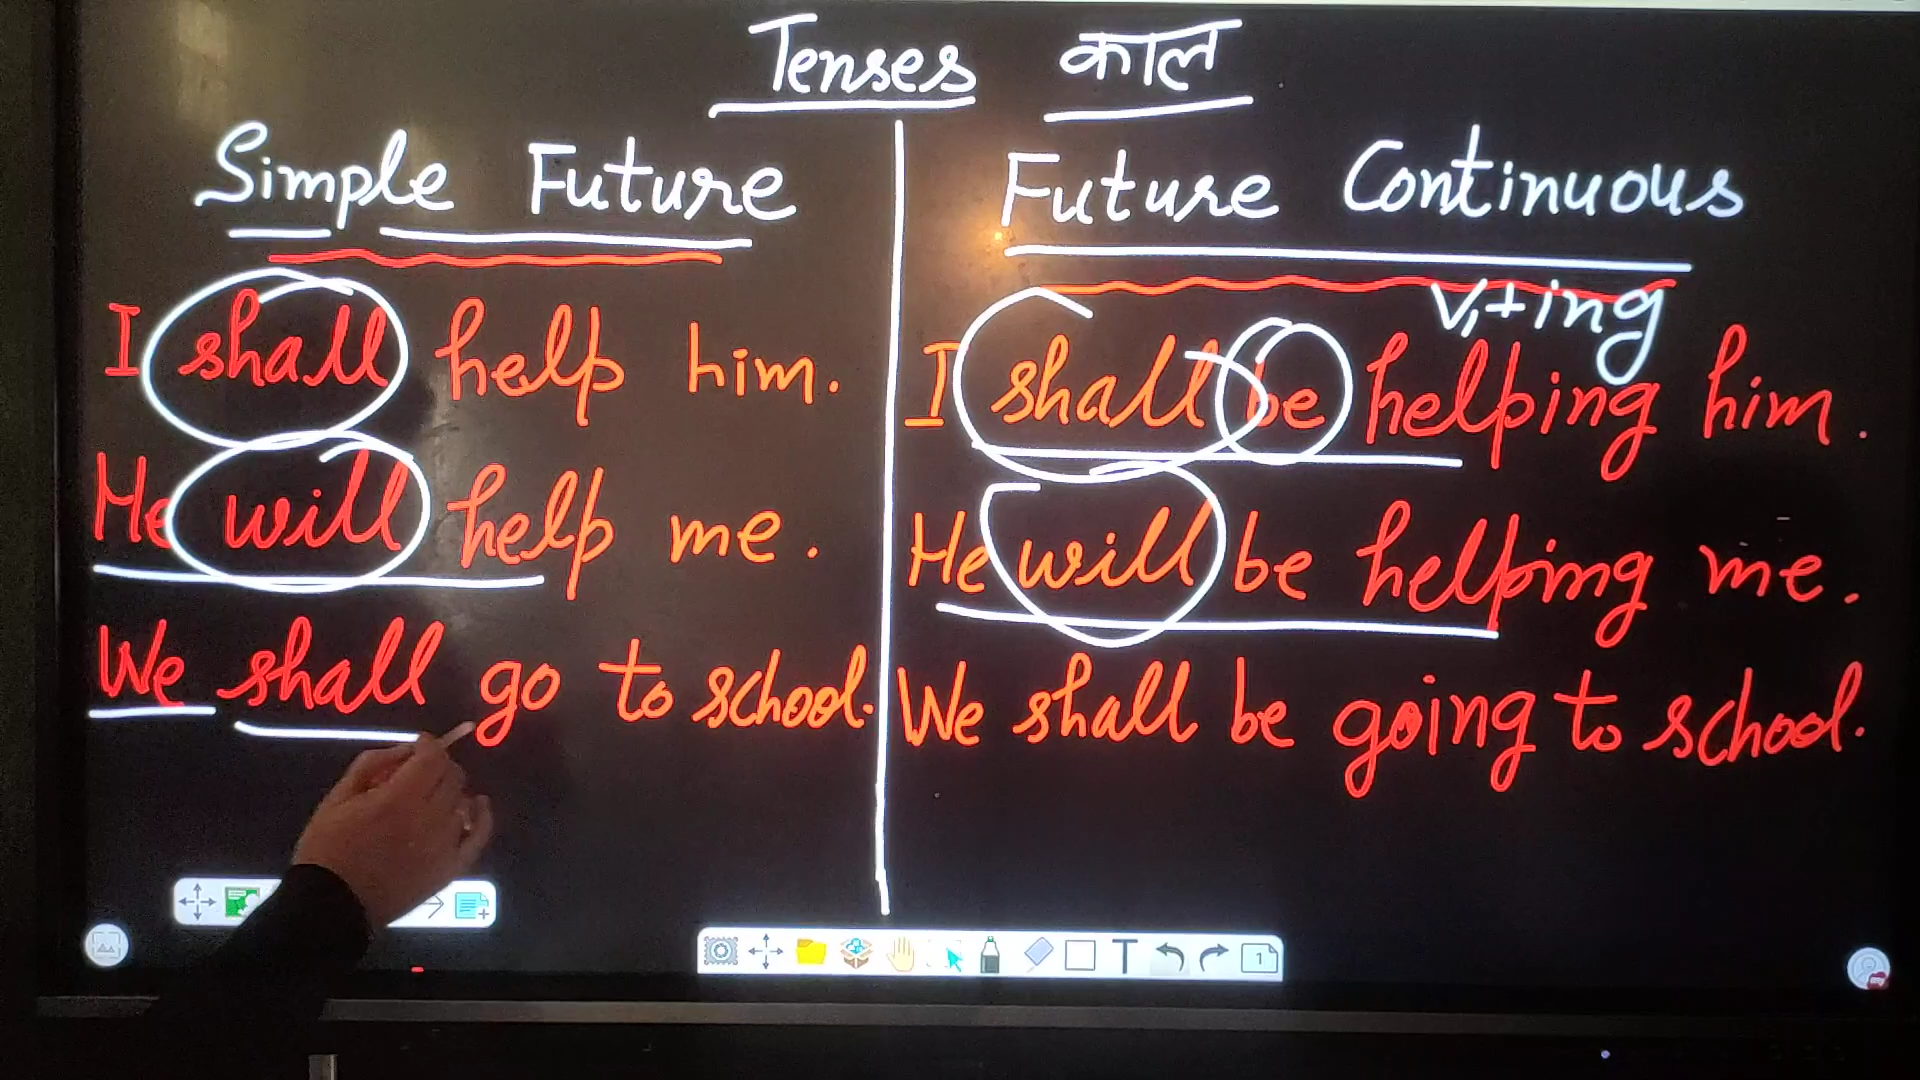 Tenses काल
Simple Future
I shall help him.
He will help me.
We shall go to school.
Future Continuous
V₁+ing
I shall be helping him.
He will be helping me.
We shall be going to school.
T
1